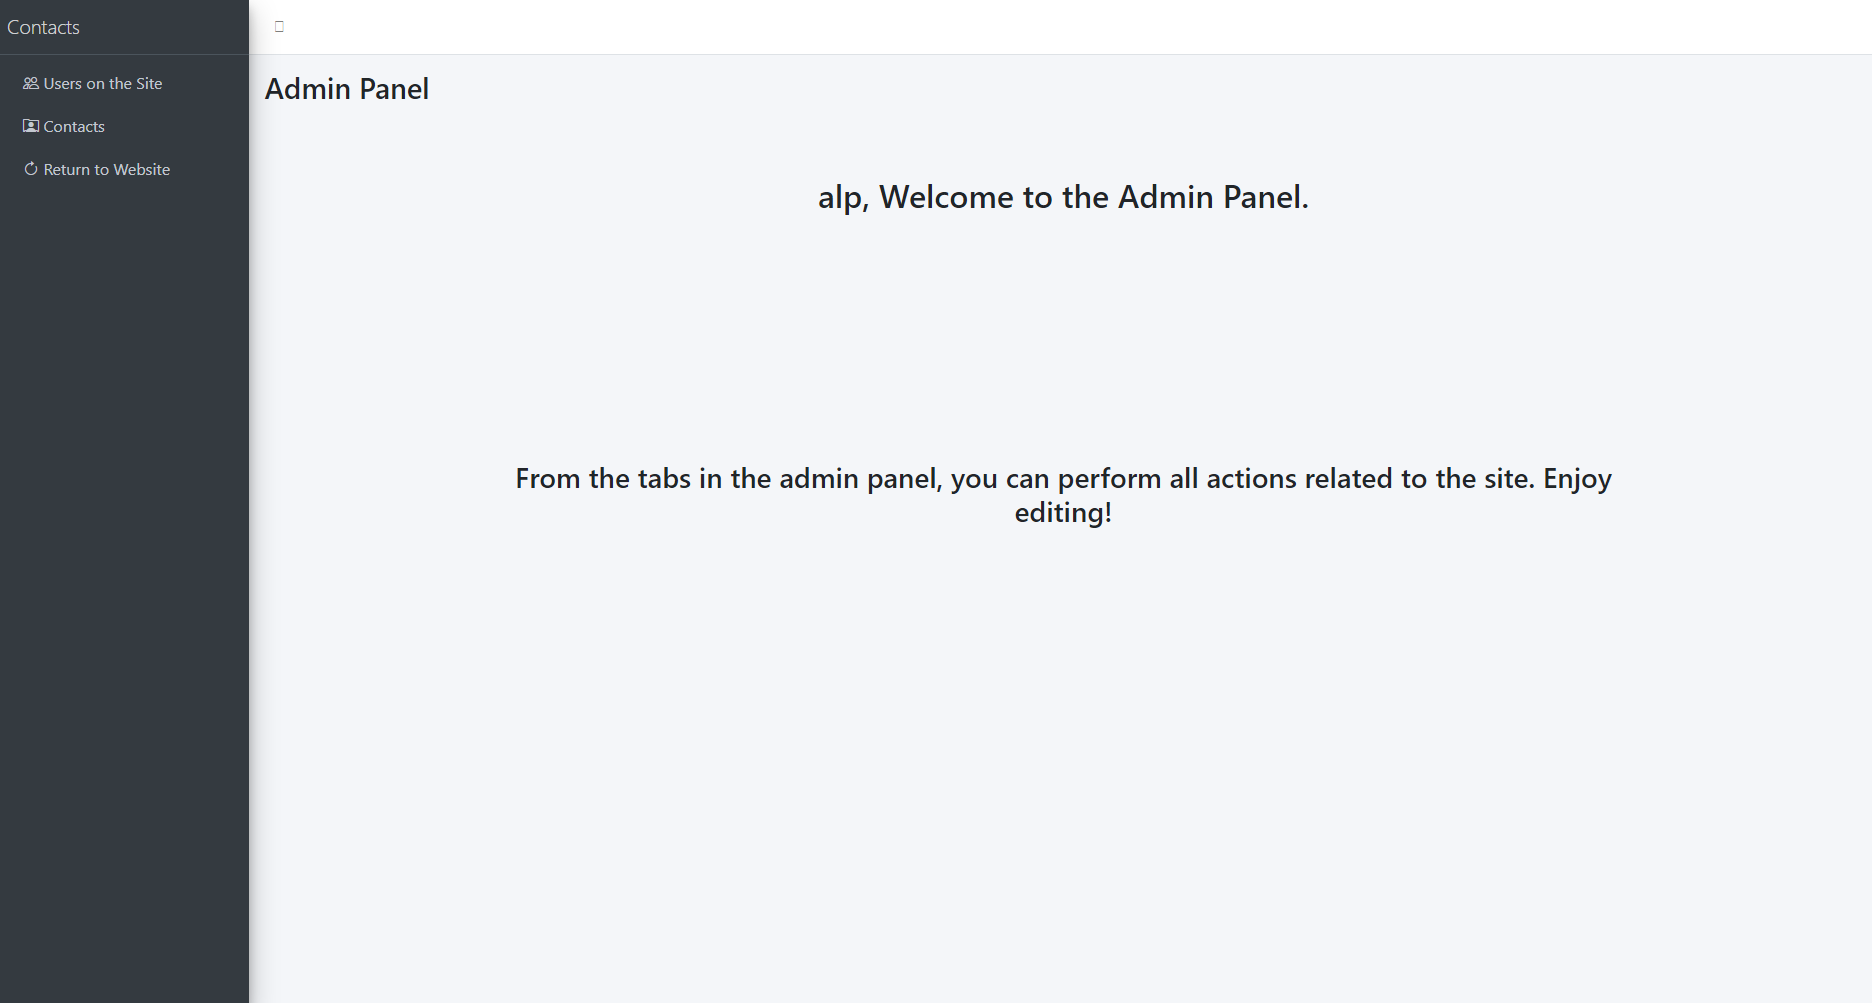 Contacts
Users on the Site
Contacts
Return to Website
Admin Panel
alp, Welcome to the Admin Panel.
From the tabs in the admin panel, you can perform all actions related to the site. Enjoy
editing!